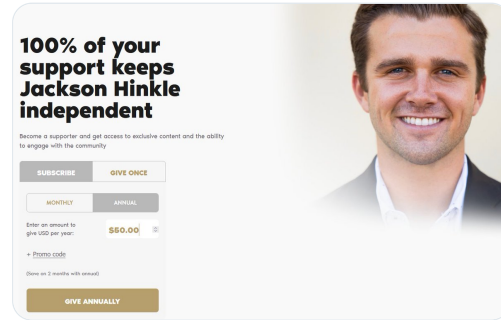 100% of your
support keeps
Jackson Hinkle
independent
Become a supporter and get access to exclusive content and the ability
to engage with the community
SUBSCRIBE GIVE ONCE
MONTHLY ANNUAL
Enter an amount to
give USD per year:
$50.00
+ Promo code
(Save on 2 months with annual)
GIVE ANNUALLY